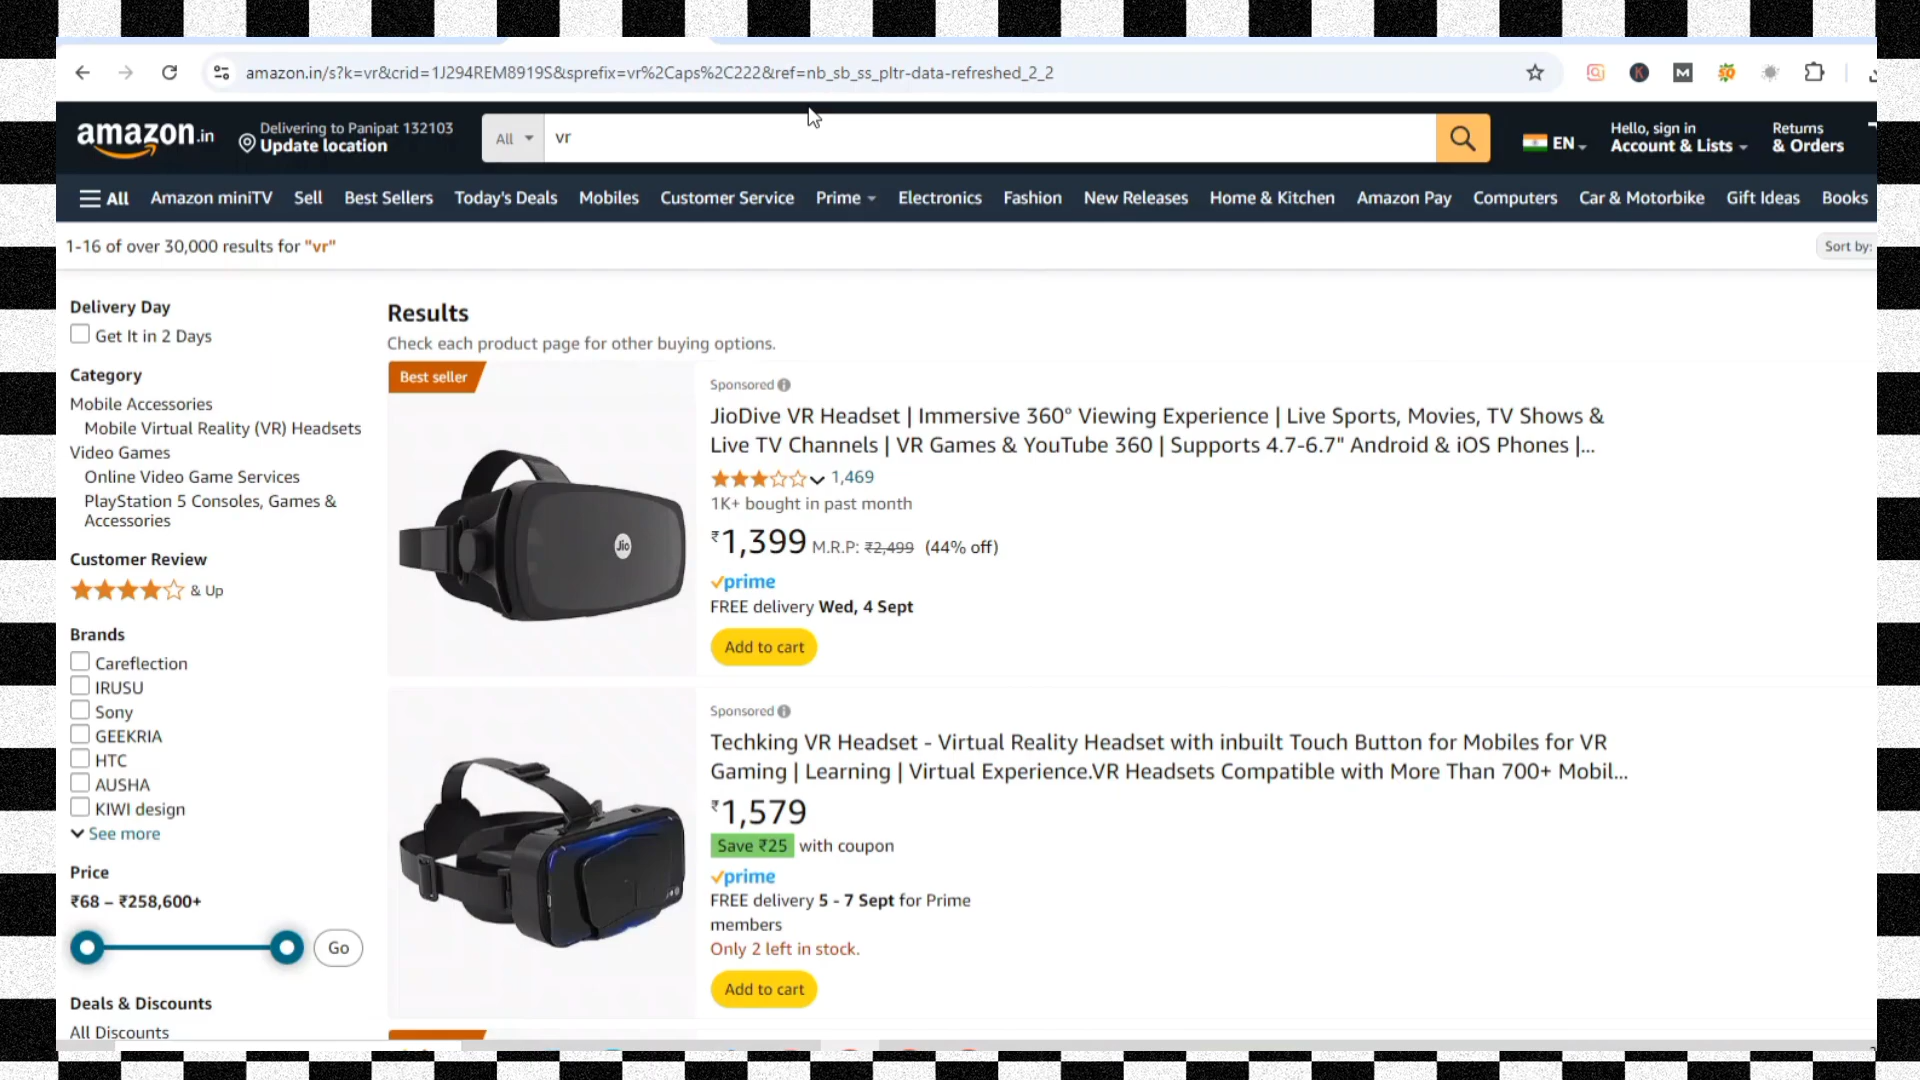 amazon.in/s?k=vr&crid=1J294REM8919S&sprefix=vr%2Caps%2C222&ref=nb_sb_ss_pltr-data-refreshed_2_2
amazon.in
Delivering to Panipat 132103
Update location
All
vr
EN
Hello, sign in
Account & Lists
Returns
& Orders
All
Amazon miniTV
Sell
Best Sellers
Today's Deals
Mobiles
Customer Service
Prime
Electronics
Fashion
New Releases
Home & Kitchen
Amazon Pay
Computers
Car & Motorbike
Gift Ideas
Books
1-16 of over 30,000 results for "vr"
Sort by:
Delivery Day
Get It in 2 Days
Category
Mobile Accessories
Mobile Virtual Reality (VR) Headsets
Video Games
Online Video Game Services
PlayStation 5 Consoles, Games &
Accessories
Customer Review
& Up
Brands
Careflection
IRUSU
Sony
GEEKRIA
HTC
AUSHA
KIWI design
See more
Price
₹68 – ₹258,600+
Go
Deals & Discounts
All Discounts
Results
Check each product page for other buying options.
Best seller
Jio
Sponsored
JioDive VR Headset | Immersive 360° Viewing Experience | Live Sports, Movies, TV Shows &
Live TV Channels | VR Games & YouTube 360 | Supports 4.7-6.7" Android & iOS Phones |...
1,469
1K+ bought in past month
₹1,399 M.R.P: ₹2,499 (44% off)
prime
FREE delivery Wed, 4 Sept
Add to cart
Sponsored
Techking VR Headset - Virtual Reality Headset with inbuilt Touch Button for Mobiles for VR
Gaming | Learning | Virtual Experience.VR Headsets Compatible with More Than 700+ Mobil...
₹1,579
Save ₹25 with coupon
prime
FREE delivery 5 - 7 Sept for Prime
members
Only 2 left in stock.
Add to cart